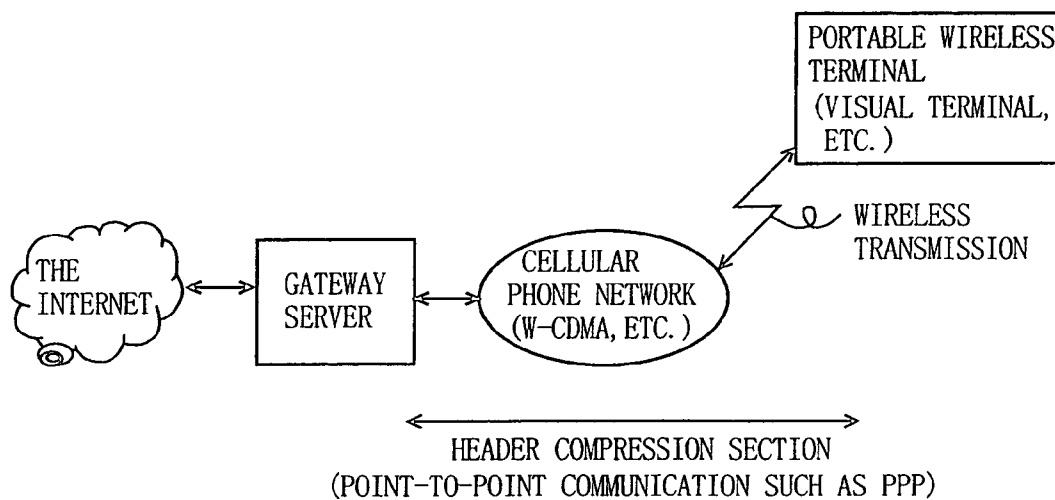 PORTABLE WIRELESS
TERMINAL
(VISUAL TERMINAL,
ETC.)
WIRELESS
TRANSMISSION
THE
INTERNET
GATEWAY
SERVER
CELLULAR
PHONE NETWORK
(W-CDMA, ETC.)
HEADER COMPRESSION SECTION
(POINT-TO-POINT COMMUNICATION SUCH AS PPP)